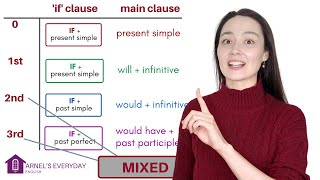 'if' clause main clause
0 IF + present simple present simple
1st IF + present simple will + infinitive
2nd IF + past simple would + infinitive
3rd IF + past perfect would have + past participle
MIXED
ARNEL'S EVERYDAY
ENGLISH